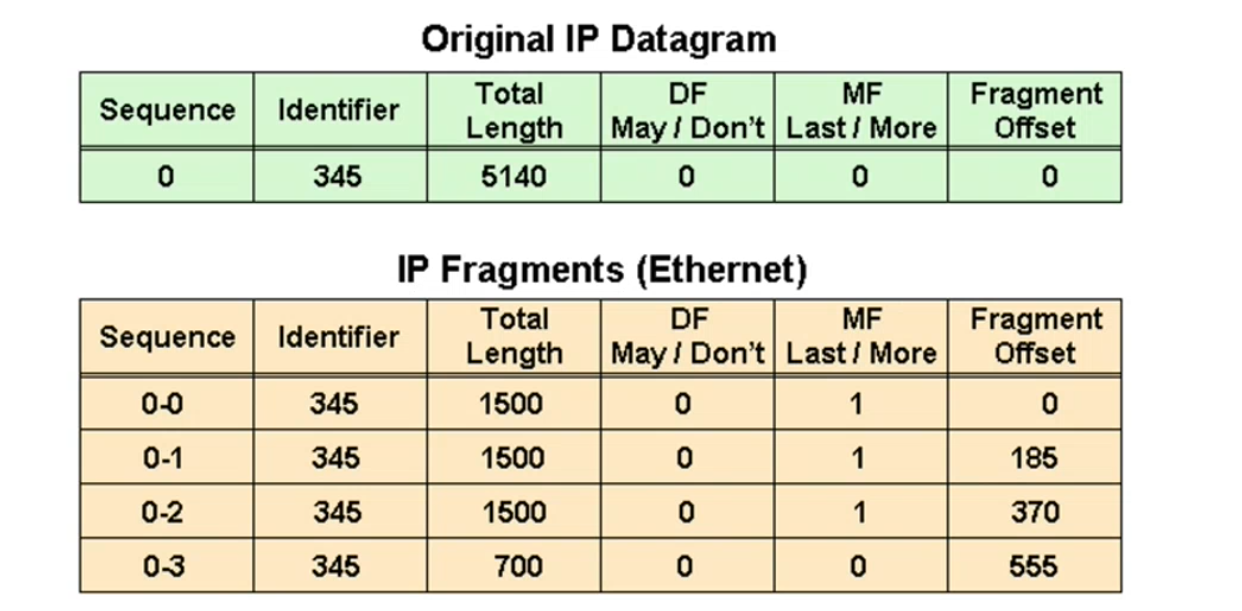 Original IP Datagram
Sequence Identifier Total Length DF May / Don't MF Last / More Fragment Offset
0 345 5140 0 0 0
IP Fragments (Ethernet)
Sequence Identifier Total Length DF May / Don't MF Last / More Fragment Offset
0-0 345 1500 0 1 0
0-1 345 1500 0 1 185
0-2 345 1500 0 1 370
0-3 345 700 0 0 555